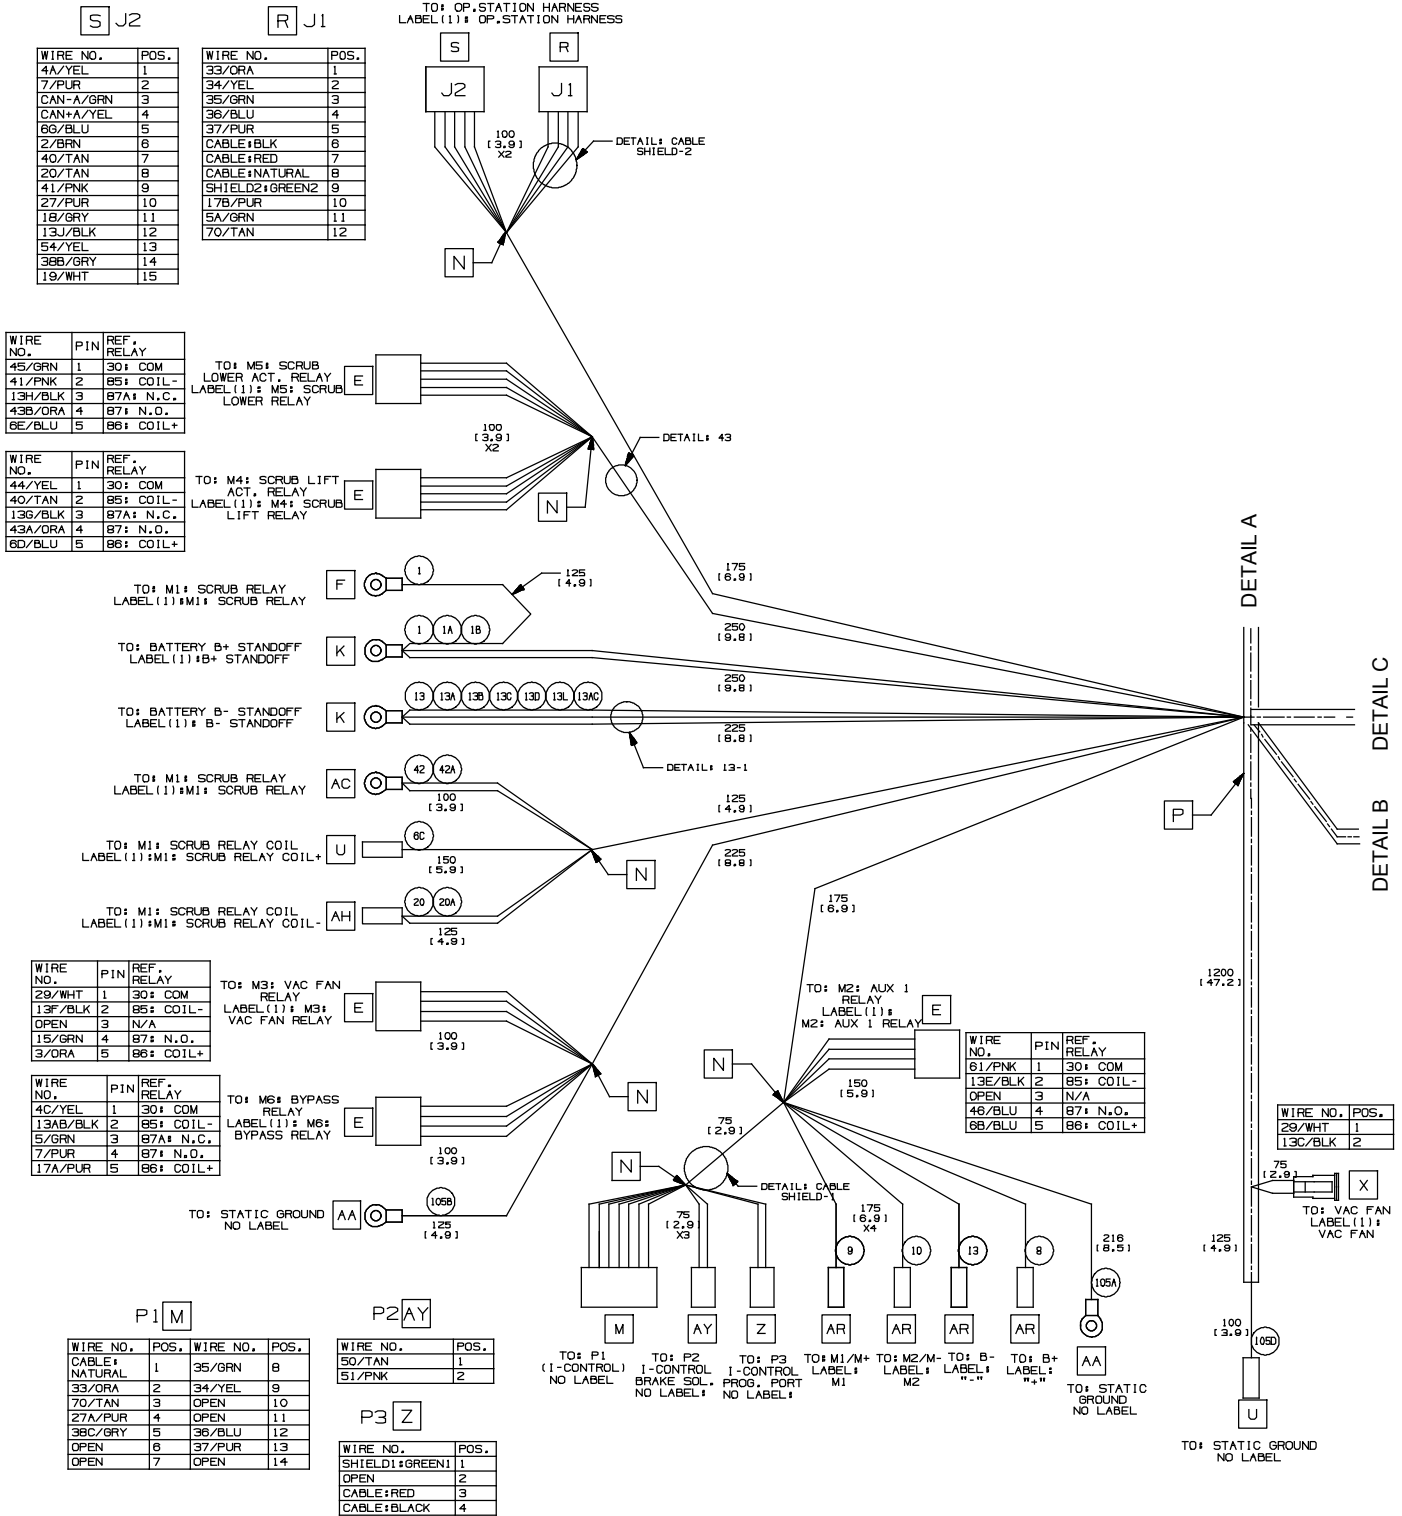 S J2
WIRE NO. POS.
4A/YEL 1
7/PUR 2
CAN-A/GRN 3
CAN+A/YEL 4
6G/BLU 5
2/BRN 6
40/TAN 7
20/TAN 8
41/PNK 9
27/PUR 10
18/GRY 11
13J/BLK 12
54/YEL 13
38B/GRY 14
19/WHT 15
R J1
WIRE NO. POS.
33/ORA 1
34/YEL 2
35/GRN 3
36/BLU 4
37/PUR 5
CABLE:BLK 6
CABLE:RED 7
CABLE:NATURAL 8
SHIELD2:GREEN2 9
17B/PUR 10
5A/GRN 11
70/TAN 12
TO: OP.STATION HARNESS
LABEL(1): OP.STATION HARNESS
S R
J2 J1
100
[3.9]
X2
DETAIL: CABLE
SHIELD-2
N
WIRE NO. PIN REF. RELAY
45/GRN 1 30: COM
41/PNK 2 85: COIL-
13H/BLK 3 87A: N.C.
43B/ORA 4 87: N.O.
6E/BLU 5 86: COIL+
TO: M5: SCRUB
LOWER ACT. RELAY
LABEL(1): M5: SCRUB
LOWER RELAY
E
100
[3.9]
X2
DETAIL: 43
WIRE NO. PIN REF. RELAY
44/YEL 1 30: COM
40/TAN 2 85: COIL-
13G/BLK 3 87A: N.C.
43A/ORA 4 87: N.O.
6D/BLU 5 86: COIL+
TO: M4: SCRUB LIFT
ACT. RELAY
LABEL(1): M4: SCRUB
LIFT RELAY
E
N
TO: M1: SCRUB RELAY
LABEL(1):M1: SCRUB RELAY
F
1
125
[4.9]
175
[6.9]
250
[9.8]
TO: BATTERY B+ STANDOFF
LABEL(1):B+ STANDOFF
K
1 1A 1B
250
[9.8]
TO: BATTERY B- STANDOFF
LABEL(1): B- STANDOFF
K
13 13A 13B 13C 13D 13L 13AC
225
[8.8]
DETAIL: 13-1
TO: M1: SCRUB RELAY
LABEL(1):M1: SCRUB RELAY
AC
42 42A
100
[3.9]
125
[4.9]
TO: M1: SCRUB RELAY COIL
LABEL(1):M1: SCRUB RELAY COIL+
U
6C
150
[5.9]
N
225
[8.8]
TO: M1: SCRUB RELAY COIL
LABEL(1):M1: SCRUB RELAY COIL-
AH
20 20A
125
[4.9]
175
[6.9]
DETAIL A
DETAIL C
DETAIL B
P
1200
[47.2]
WIRE NO. PIN REF. RELAY
29/WHT 1 30: COM
13F/BLK 2 85: COIL-
OPEN 3 N/A
15/GRN 4 87: N.O.
3/ORA 5 86: COIL+
TO: M3: VAC FAN
RELAY
LABEL(1): M3:
VAC FAN RELAY
E
100
[3.9]
WIRE NO. PIN REF. RELAY
4C/YEL 1 30: COM
13AB/BLK 2 85: COIL-
5/GRN 3 87A: N.C.
7/PUR 4 87: N.O.
17A/PUR 5 86: COIL+
TO: M6: BYPASS
RELAY
LABEL(1): M6:
BYPASS RELAY
E
100
[3.9]
N
TO: STATIC GROUND
NO LABEL
AA
105B
125
[4.9]
TO: M2: AUX 1
RELAY
LABEL(1):
M2: AUX 1 RELAY
E
N
150
[5.9]
WIRE NO. PIN REF. RELAY
61/PNK 1 30: COM
13E/BLK 2 85: COIL-
OPEN 3 N/A
46/BLU 4 87: N.O.
6B/BLU 5 86: COIL+
75
[2.9]
N
DETAIL: CABLE
SHIELD-1
75
[2.9]
X3
175
[6.9]
X4
216
[8.5]
9 10 13 8 105A
M AY Z AR AR AR AR AA
TO: P1
(I-CONTROL)
NO LABEL
TO: P2
I-CONTROL
BRAKE SOL.
NO LABEL:
TO: P3
I-CONTROL
PROG. PORT
NO LABEL:
TO: M1/M+
LABEL:
M1
TO: M2/M-
LABEL:
M2
TO: B-
LABEL:
"-"
TO: B+
LABEL:
"+"
TO: STATIC
GROUND
NO LABEL
WIRE NO. POS.
29/WHT 1
13C/BLK 2
75
[2.9]
X
TO: VAC FAN
LABEL(1):
VAC FAN
125
[4.9]
100
[3.9]
105D
U
TO: STATIC GROUND
NO LABEL
P1 M
WIRE NO. POS. WIRE NO. POS.
CABLE: NATURAL 1 35/GRN 8
33/ORA 2 34/YEL 9
70/TAN 3 OPEN 10
27A/PUR 4 OPEN 11
38C/GRY 5 36/BLU 12
OPEN 6 37/PUR 13
OPEN 7 OPEN 14
P2 AY
WIRE NO. POS.
50/TAN 1
51/PNK 2
P3 Z
WIRE NO. POS.
SHIELD1:GREEN1 1
OPEN 2
CABLE:RED 3
CABLE:BLACK 4